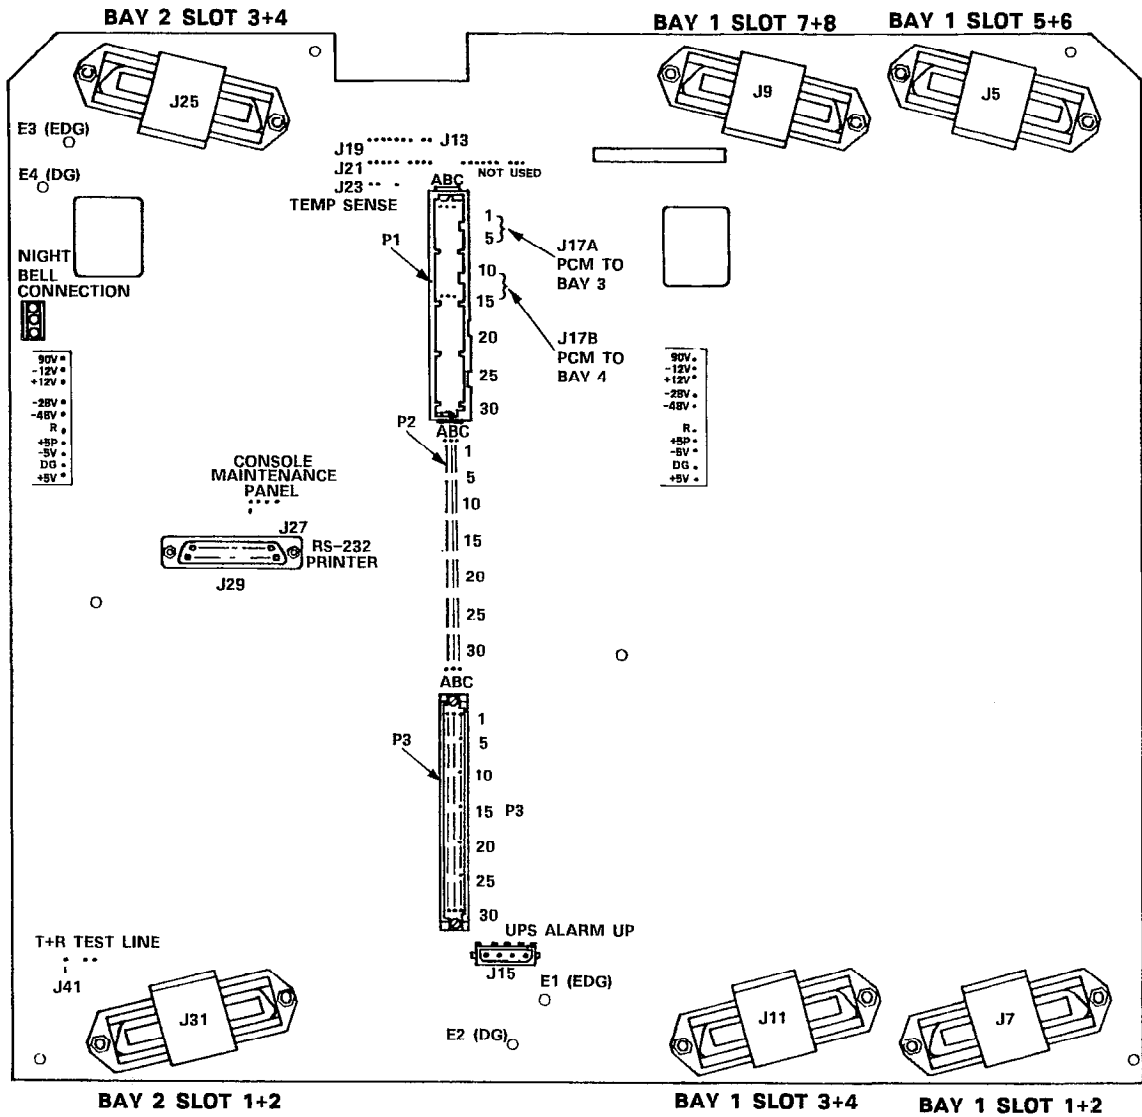 BAY 2 SLOT 3+4
BAY 1 SLOT 7+8
BAY 1 SLOT 5+6
J25
J9
J5
E3 (EDG)
E4 (DG)
J19
J13
J21
J23
TEMP SENSE
NOT USED
ABC
P1
1
5
10
15
20
25
30
J17A
PCM TO
BAY 3
J17B
PCM TO
BAY 4
NIGHT
BELL
CONNECTION
90V
-12V
+12V
-28V
-48V
R
+5P
-5V
DG
+5V
90V
-12V
+12V
-28V
-48V
R
+5P
-5V
DG
+5V
P2
ABC
1
5
10
15
20
25
30
CONSOLE
MAINTENANCE
PANEL
J27
RS-232
PRINTER
J29
ABC
P3
1
5
10
15 P3
20
25
30
UPS ALARM UP
J15
E1 (EDG)
E2 (DG)
T+R TEST LINE
J41
J31
J11
J7
BAY 2 SLOT 1+2
BAY 1 SLOT 3+4
BAY 1 SLOT 1+2